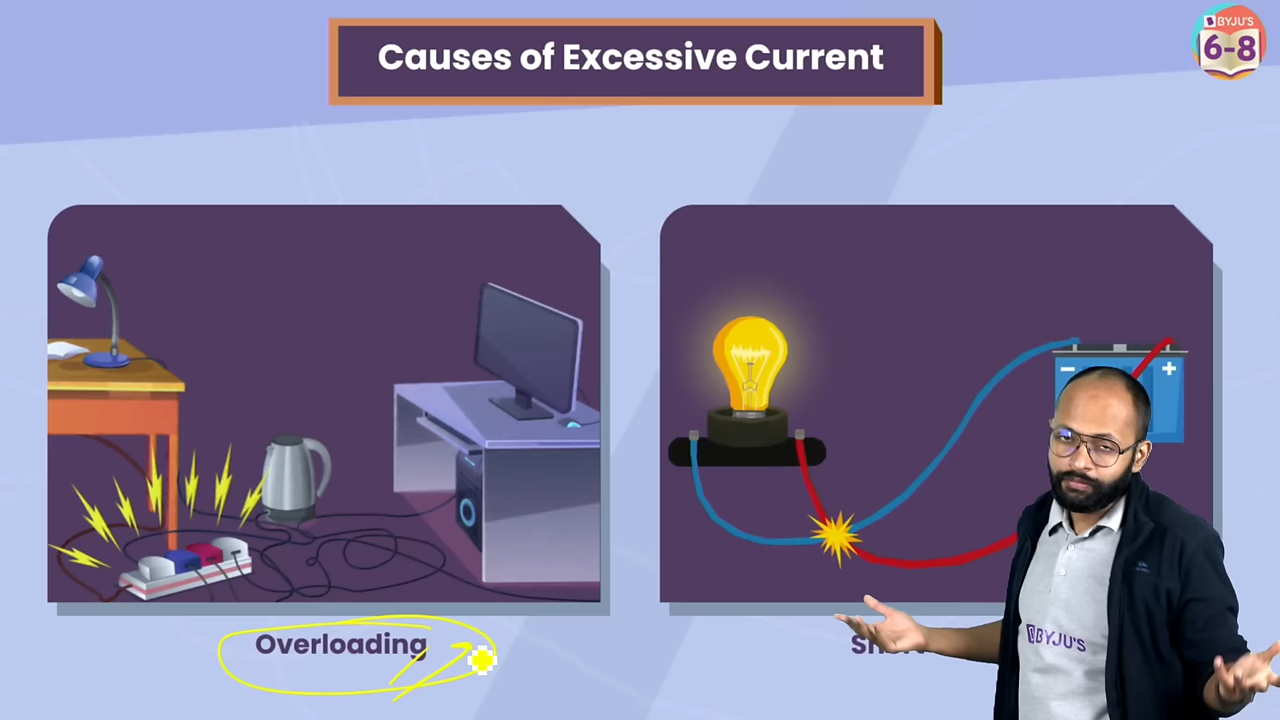 Causes of Excessive Current
BYJU'S
6-8
Overloading
BYJU'S